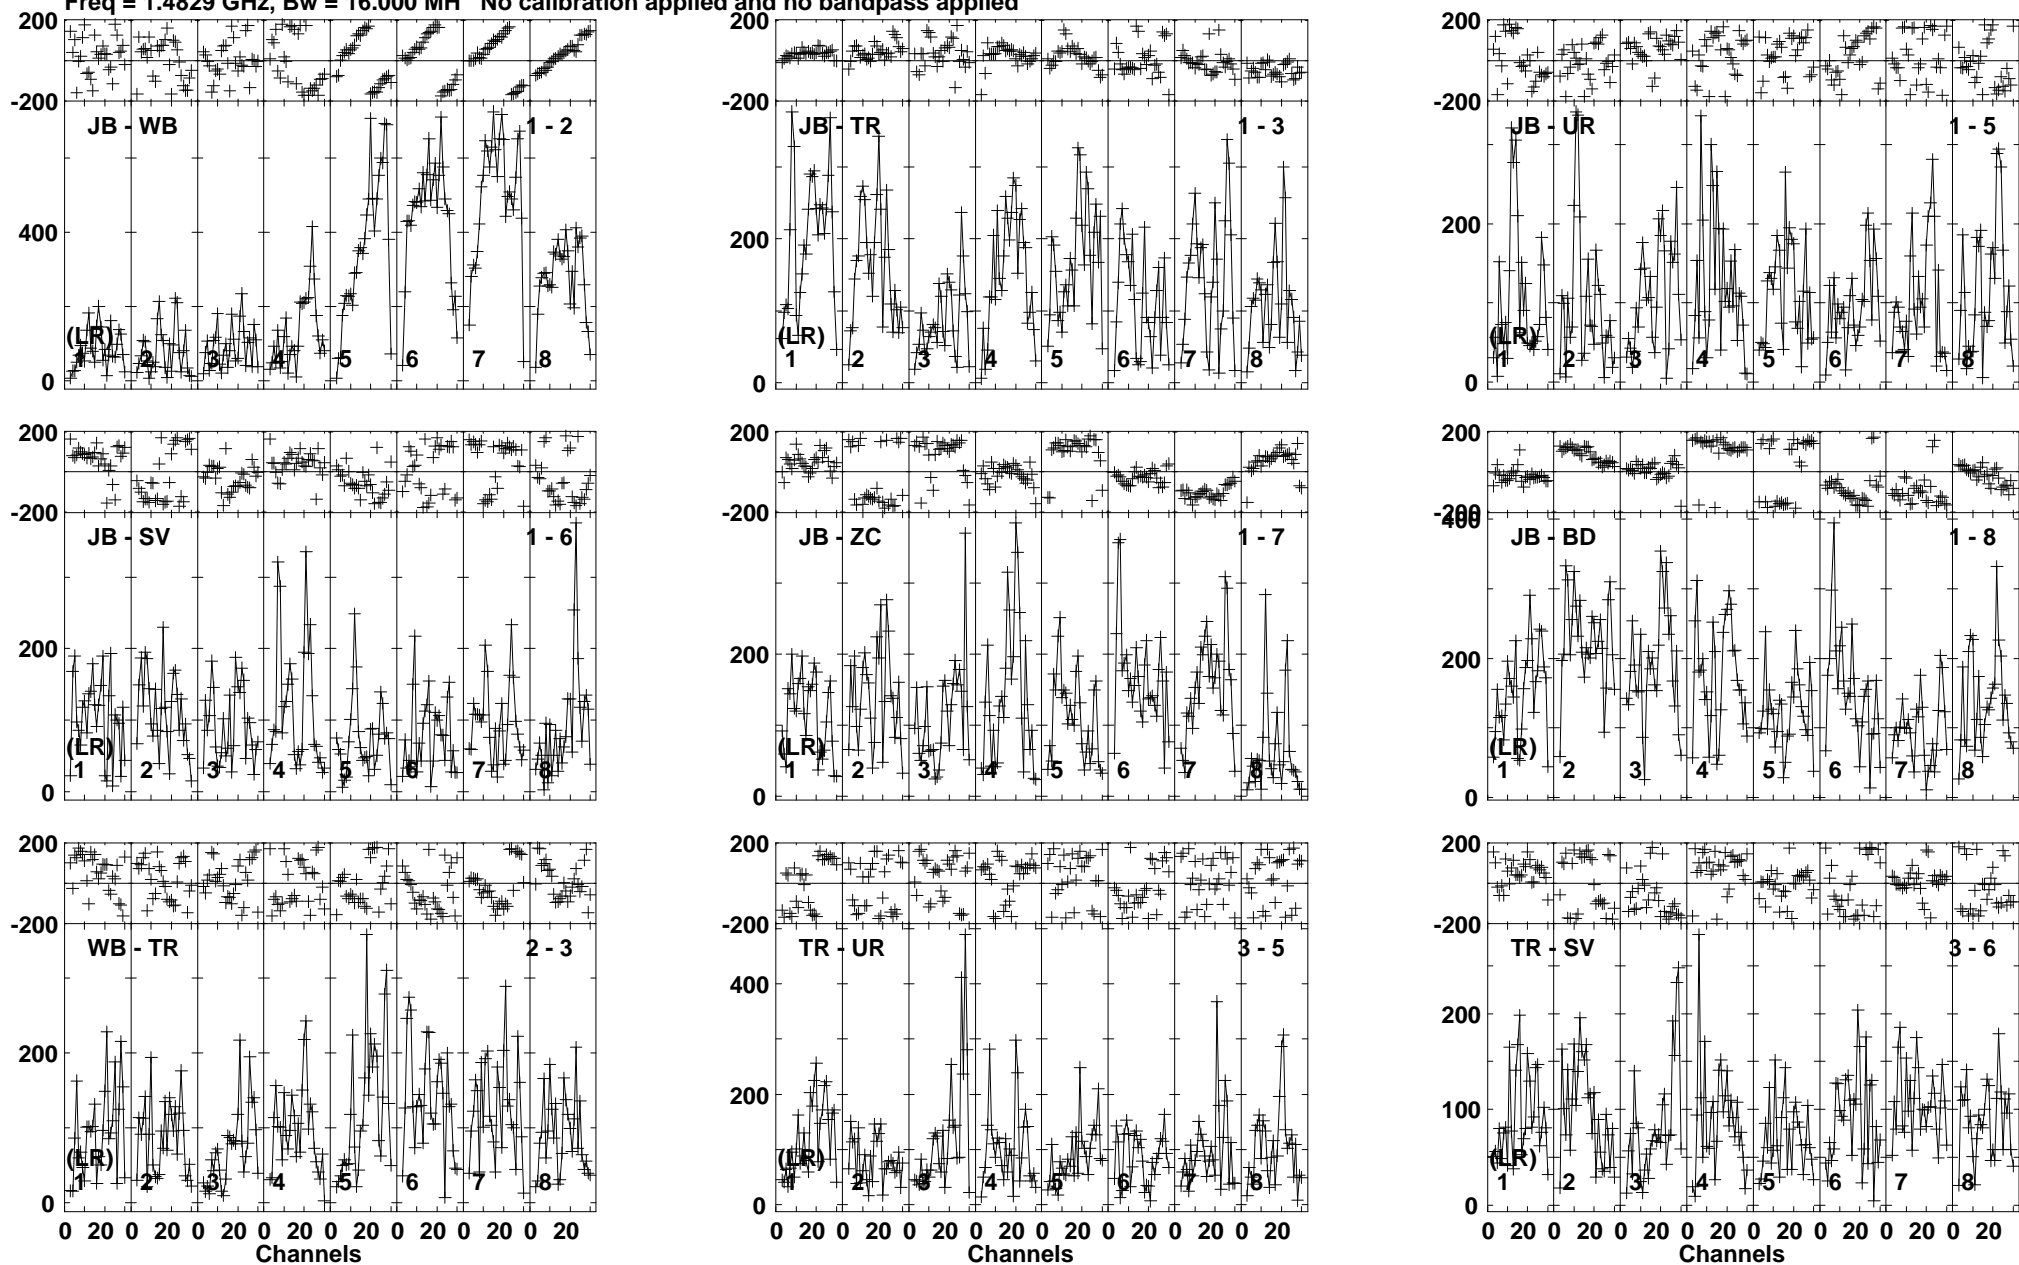 Freq = 1.4829 GHz, Bw = 16.000 MH No calibration applied and no bandpass applied
200 200 200
-200 -200 -200
JB - WB 1 - 2 JB - TR 1 - 3 JB - UR 1 - 5
400 200 200
(LR) (LR) (LR)
1 2 3 4 5 6 7 8 1 2 3 4 5 6 7 8 1 2 3 4 5 6 7 8
0 0 0
200 200 200
-200 -200 -200
400
JB - SV 1 - 6 JB - ZC 1 - 7 JB - BD 1 - 8
200 200 200
(LR) (LR) (LR)
1 2 3 4 5 6 7 8 1 2 3 4 5 6 7 8 1 2 3 4 5 6 7 8
0 0 0
200 200 200
-200 -200 -200
WB - TR 2 - 3 TR - UR 3 - 5 TR - SV 3 - 6
400
200 200 200
100
(LR) (LR) (LR)
1 2 3 4 5 6 7 8 1 2 3 4 5 6 7 8 1 2 3 4 5 6 7 8
0 0 0
0 20 0 20 0 20 0 20 0 20 0 20 0 20 0 20 0 20 0 20 0 20 0 20 0 20 0 20 0 20 0 20 0 20 0 20 0 20 0 20 0 20 0 20 0 20 0 20
Channels Channels Channels